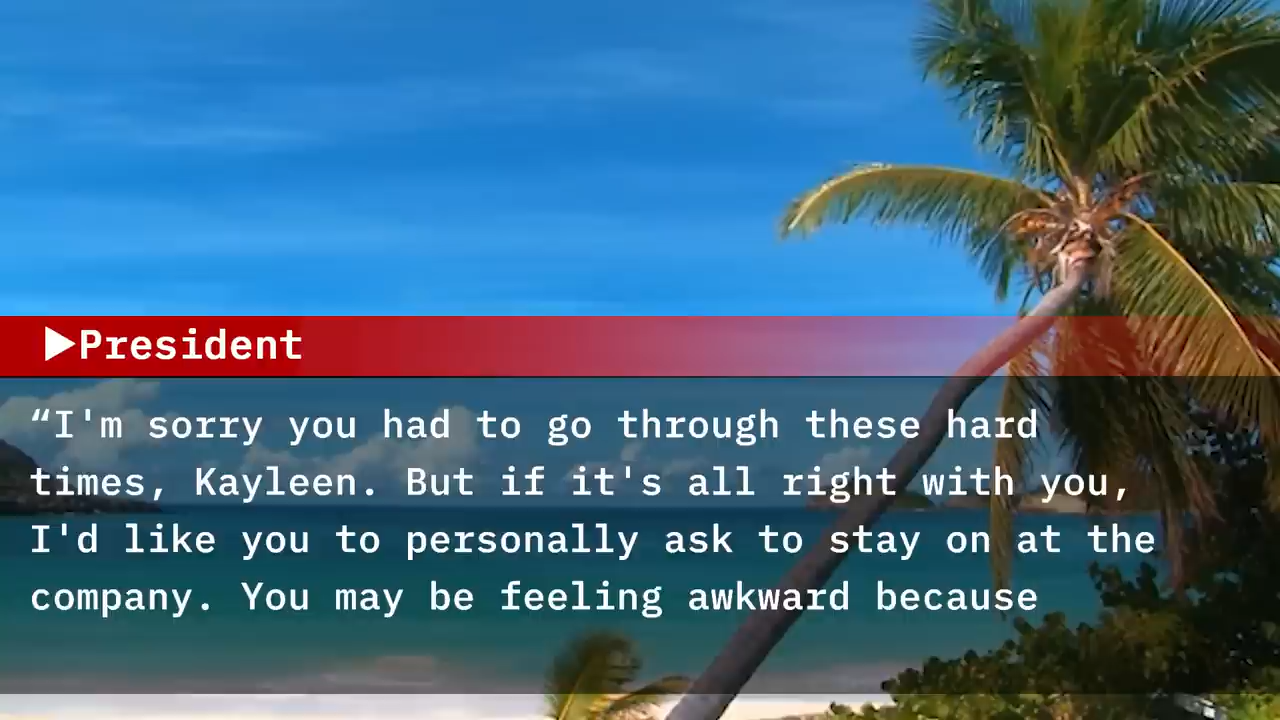 ▶President
“I'm sorry you had to go through these hard
times, Kayleen. But if it's all right with you,
I'd like you to personally ask to stay on at the
company. You may be feeling awkward because